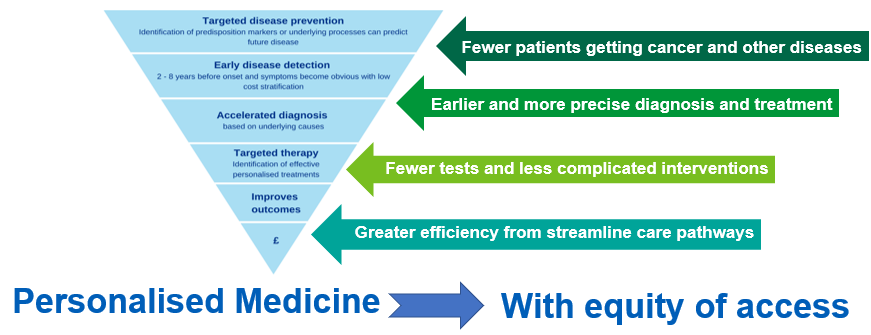 Targeted disease prevention
Identification of predisposition markers or underlying processes can predict
future disease
Fewer patients getting cancer and other diseases
Early disease detection
2 - 8 years before onset and symptoms become obvious with low
cost stratification
Earlier and more precise diagnosis and treatment
Accelerated diagnosis
based on underlying causes
Targeted therapy
Identification of effective
personalised treatments
Fewer tests and less complicated interventions
Improves
outcomes
Greater efficiency from streamline care pathways
£
Personalised Medicine
With equity of access